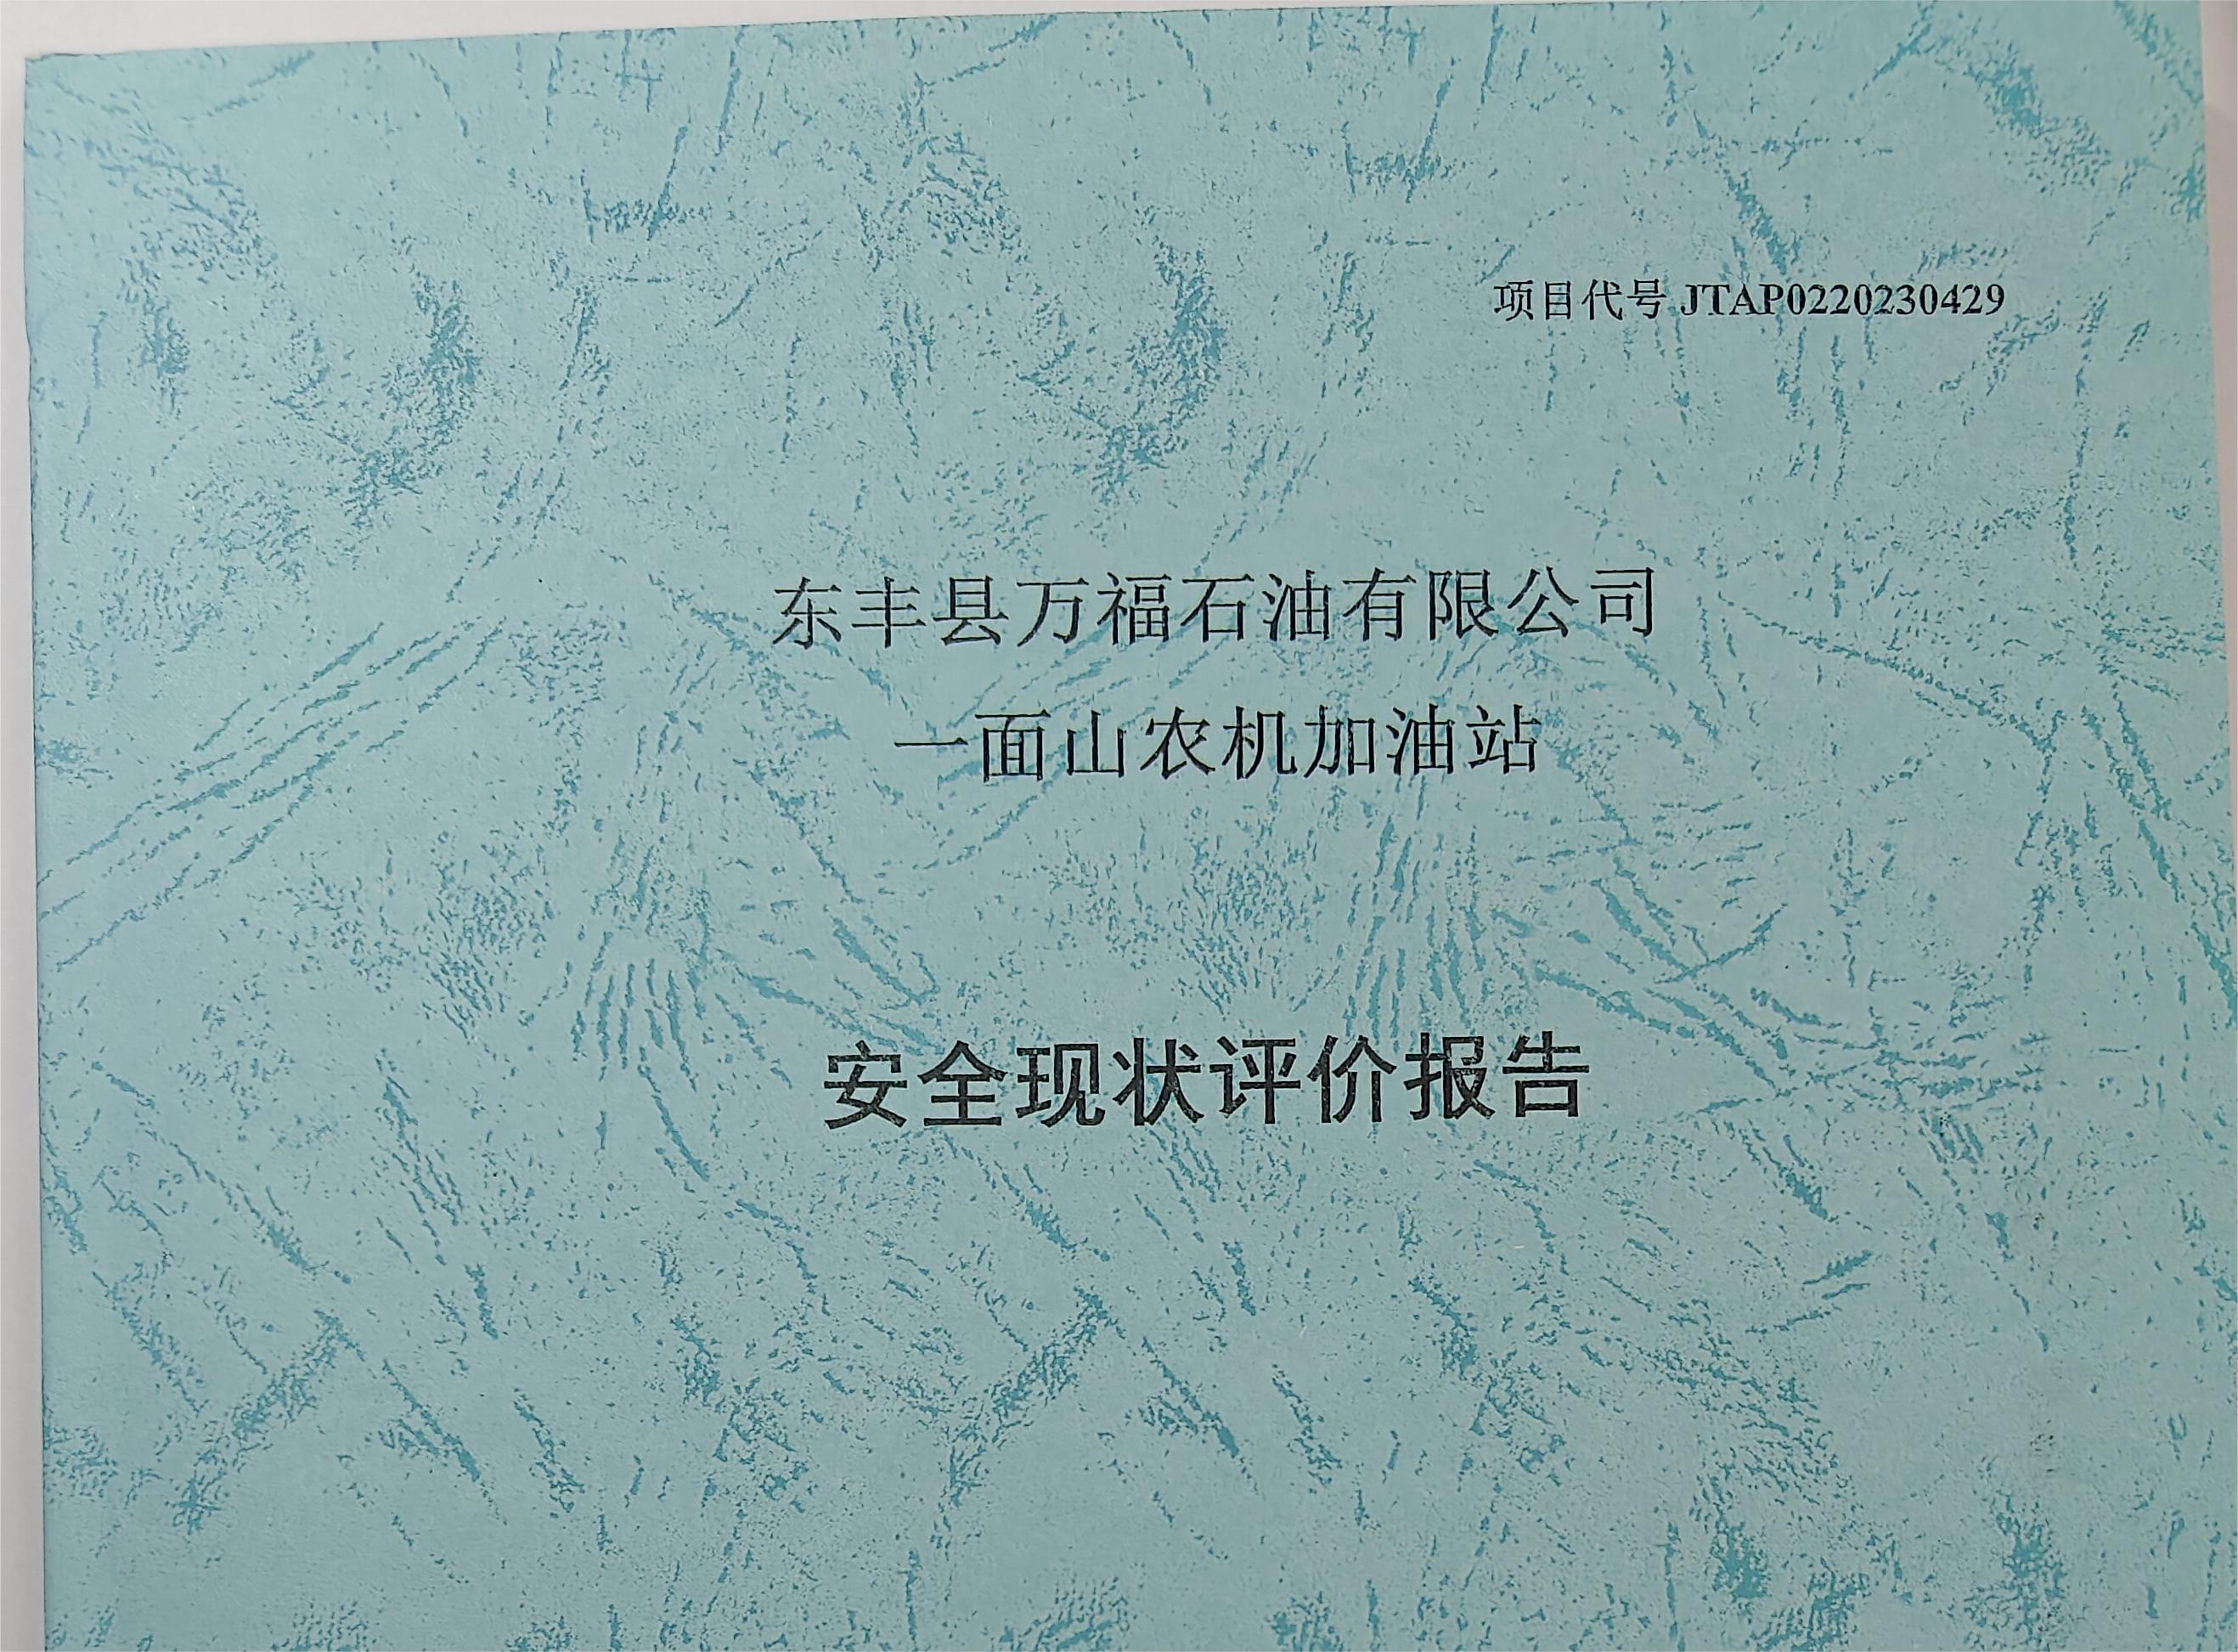 项目代号 JTAP0220230429
东丰县万福石油有限公司
一面山农机加油站
安全现状评价报告